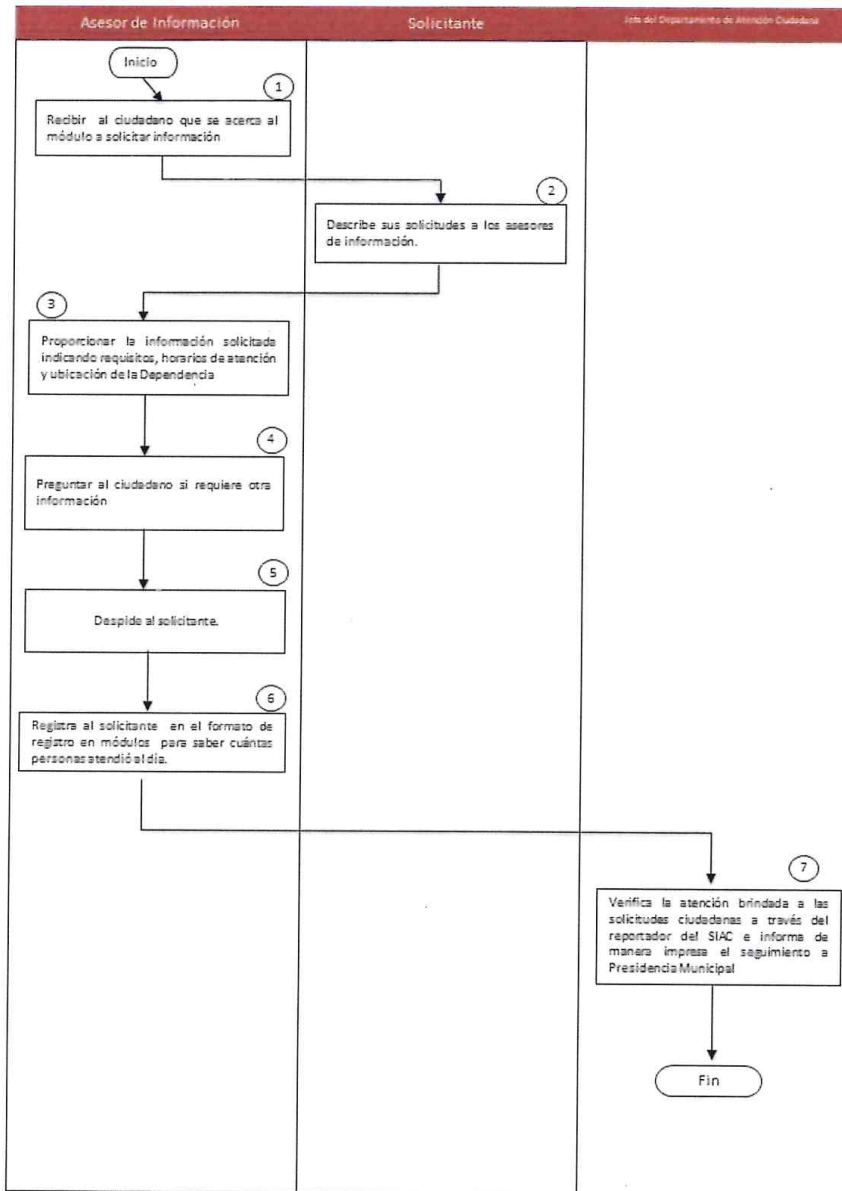 Asesor de Información
Solicitante
Jefe del Departamento de Atención Ciudadana
Inicio
1
Recibir al ciudadano que se acerca al
módulo a solicitar información
2
Describe sus solicitudes a los asesores
de información.
3
Proporcionar la información solicitada
indicando requisitos, horarios de atención
y ubicación de la Dependencia
4
Preguntar al ciudadano si requiere otra
información
5
Despide al solicitante.
6
Registra al solicitante en el formato de
registro en módulos para saber cuántas
personas atendió al día.
7
Verifica la atención brindada a las
solicitudes ciudadanas a través del
reportador del SIAC e informa de
manera impresa el seguimiento a
Presidencia Municipal
Fin